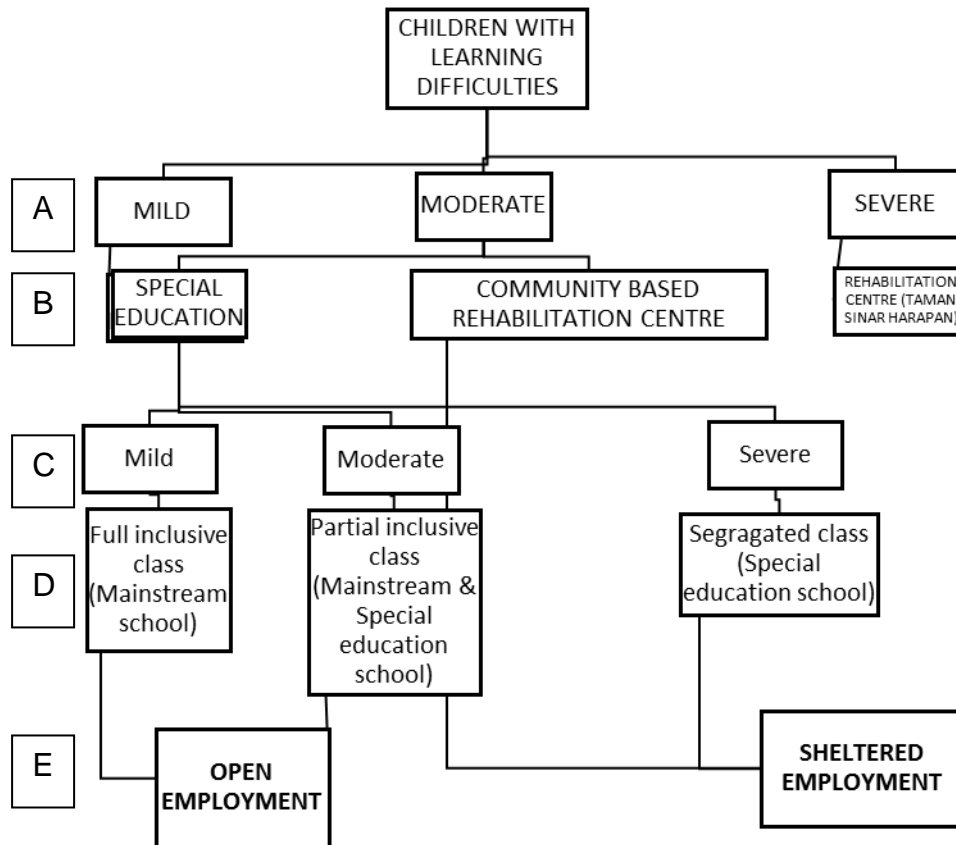 CHILDREN WITH
LEARNING
DIFFICULTIES
A
MILD
MODERATE
SEVERE
B
SPECIAL
EDUCATION
COMMUNITY BASED
REHABILITATION CENTRE
REHABILITATION
CENTRE (TAMAN
SINAR HARAPAN)
C
Mild
Moderate
Severe
D
Full inclusive
class
(Mainstream
school)
Partial inclusive
class
(Mainstream &
Special
education
school)
Segragated class
(Special
education school)
E
OPEN
EMPLOYMENT
SHELTERED
EMPLOYMENT